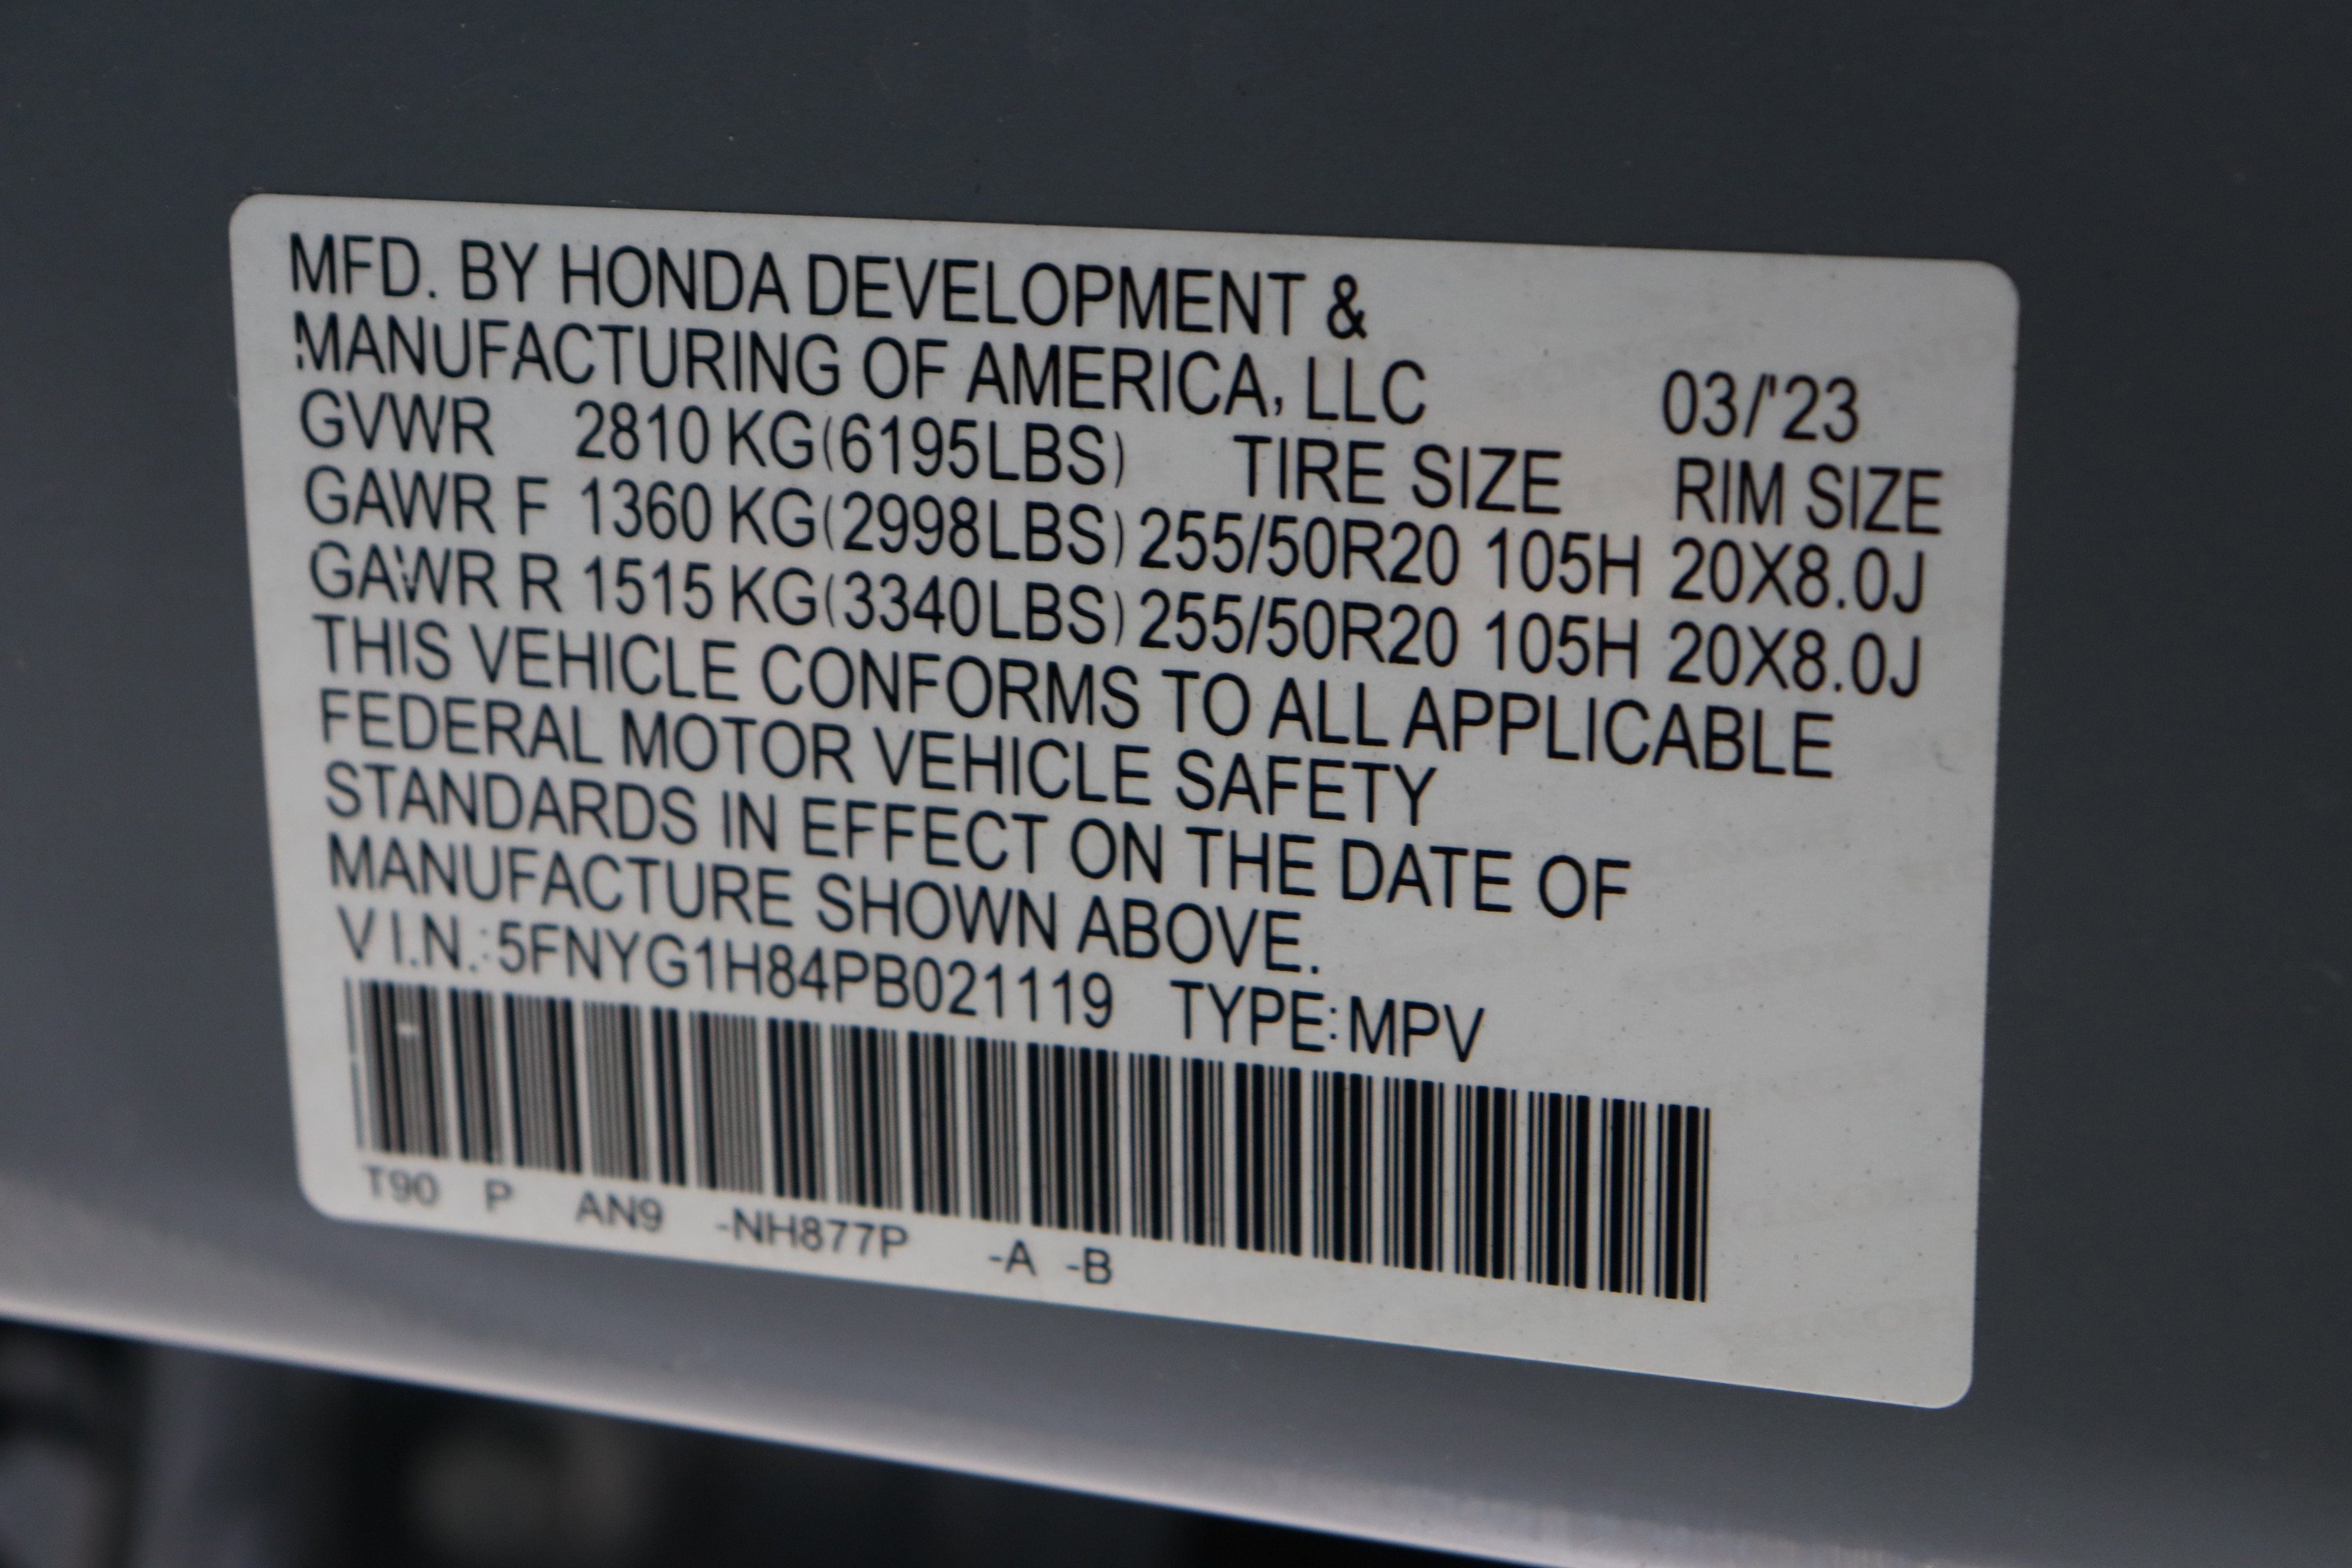 MFD. BY HONDA DEVELOPMENT &
MANUFACTURING OF AMERICA, LLC 03/'23
GVWR 2810 KG(6195LBS) TIRE SIZE RIM SIZE
GAWR F 1360 KG(2998LBS) 255/50R20 105H 20X8.0J
GAWR R 1515 KG(3340LBS) 255/50R20 105H 20X8.0J
THIS VEHICLE CONFORMS TO ALL APPLICABLE
FEDERAL MOTOR VEHICLE SAFETY
STANDARDS IN EFFECT ON THE DATE OF
MANUFACTURE SHOWN ABOVE.
V.I.N.:5FNYG1H84PB021119 TYPE:MPV
T90 P AN9 -NH877P -A -B